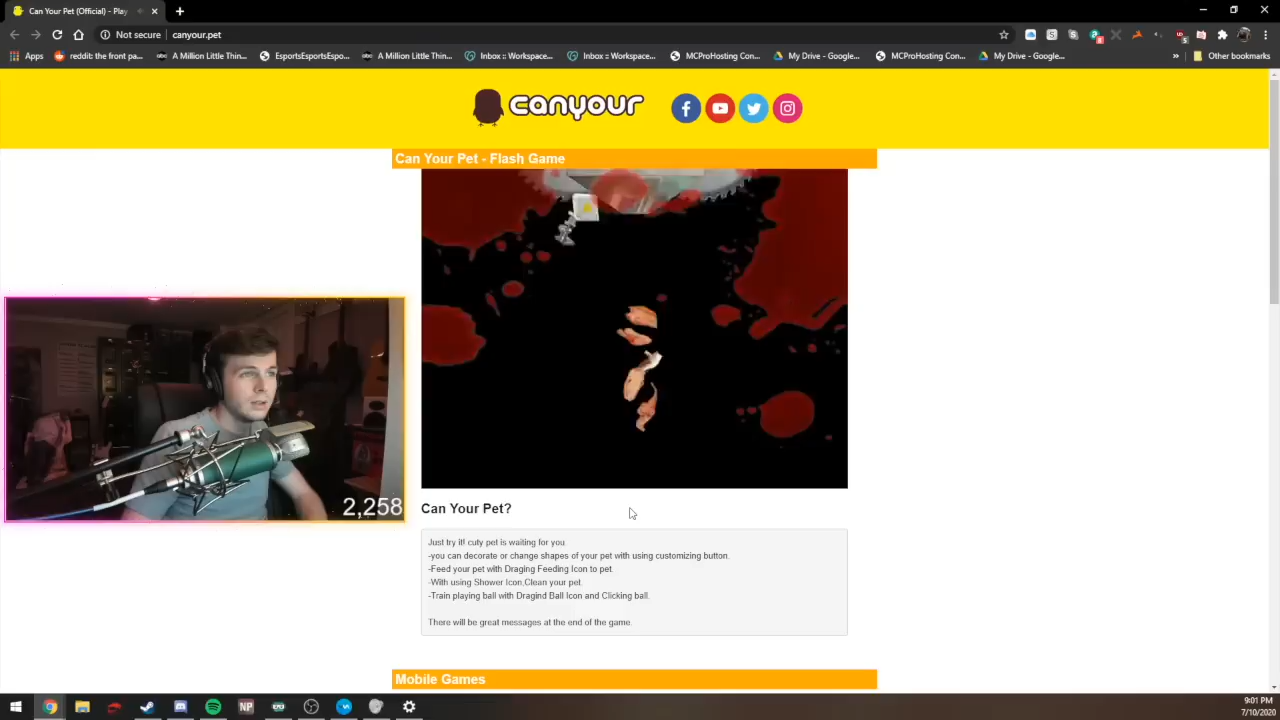 Can Your Pet (Official) - Play
Not secure | canyour.pet
Apps
reddit: the front pa...
A Million Little Thin...
EsportsEsportsEspo...
A Million Little Thin...
Inbox :: Workspace...
Inbox :: Workspace...
MCProHosting Con...
My Drive - Google...
MCProHosting Con...
My Drive - Google...
»
Other bookmarks
canyour
Can Your Pet - Flash Game
2,258
Can Your Pet?
Just try it! cuty pet is waiting for you.
-you can decorate or change shapes of your pet with using customizing button.
-Feed your pet with Draging Feeding Icon to pet.
-With using Shower Icon,Clean your pet.
-Train playing ball with Dragind Ball Icon and Clicking ball.
There will be great messages at the end of the game.
Mobile Games
9:01 PM
7/10/2020